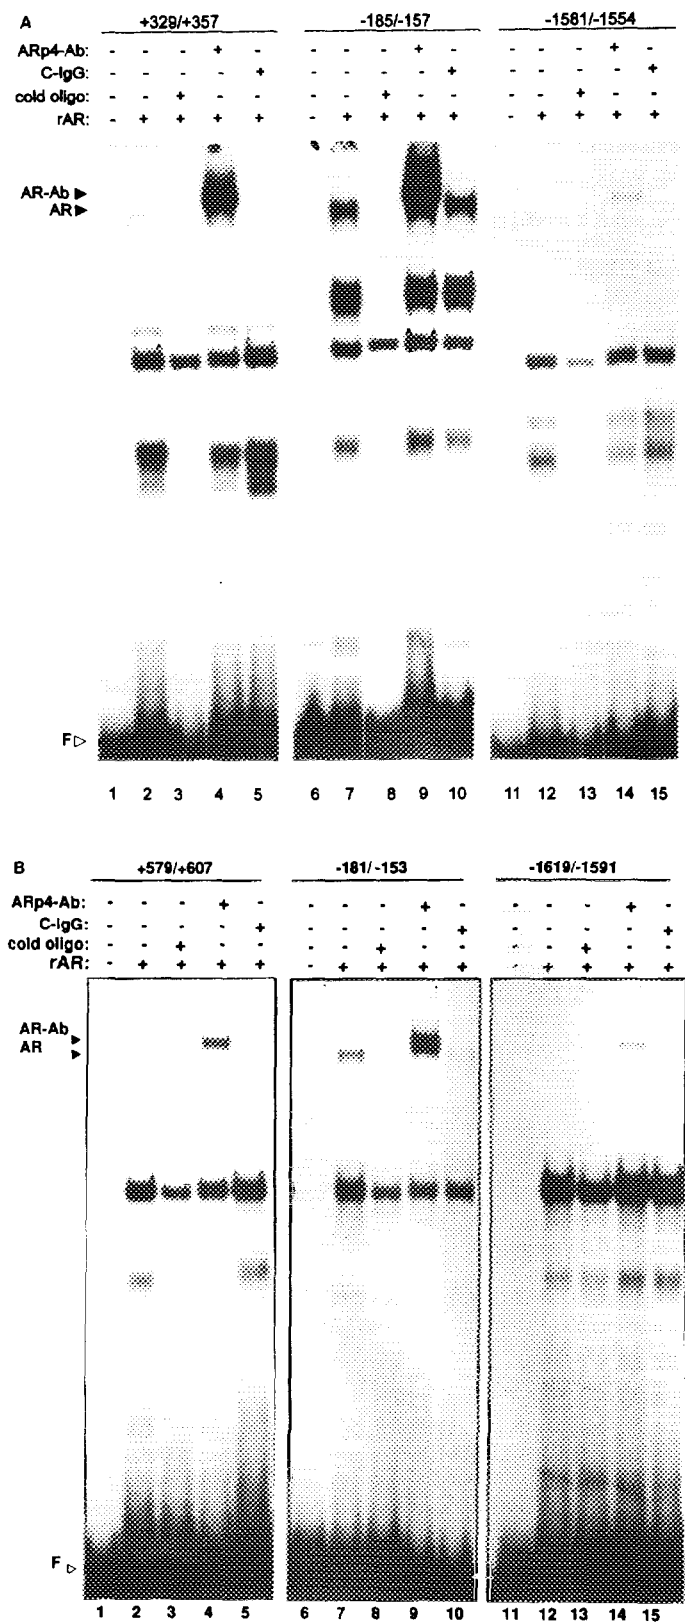 A
+329/+357 -185/-157 -1581/-1554
ARp4-Ab: - - - + - - - - + - - - - + -
C-IgG: - - - - + - - - - + - - - - +
cold oligo: - - + - - - - + - - - - + - -
rAR: - + + + + - + + + + - + + + +
AR-Ab
AR
F
1 2 3 4 5 6 7 8 9 10 11 12 13 14 15
B
+579/+607 -181/-153 -1619/-1591
ARp4-Ab: - - - + - - - - + - - - - + -
C-IgG: - - - - + - - - - + - - - - +
cold oligo: - - + - - - - + - - - - + - -
rAR: - + + + + - + + + + - + + + +
AR-Ab
AR
F
1 2 3 4 5 6 7 8 9 10 11 12 13 14 15